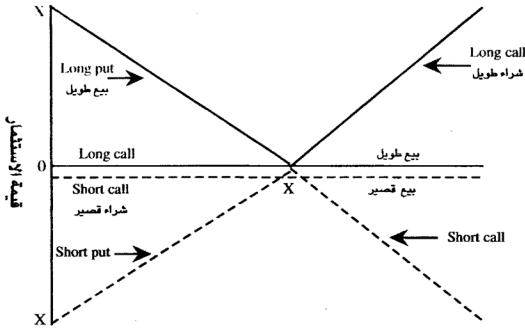 X
Long put
بيع طويل
Long call
شراء طويل
قيمة الاستثمار
Long call
بيع طويل
0
Short call
شراء قصير
X
بيع قصير
Short put
Short call
X